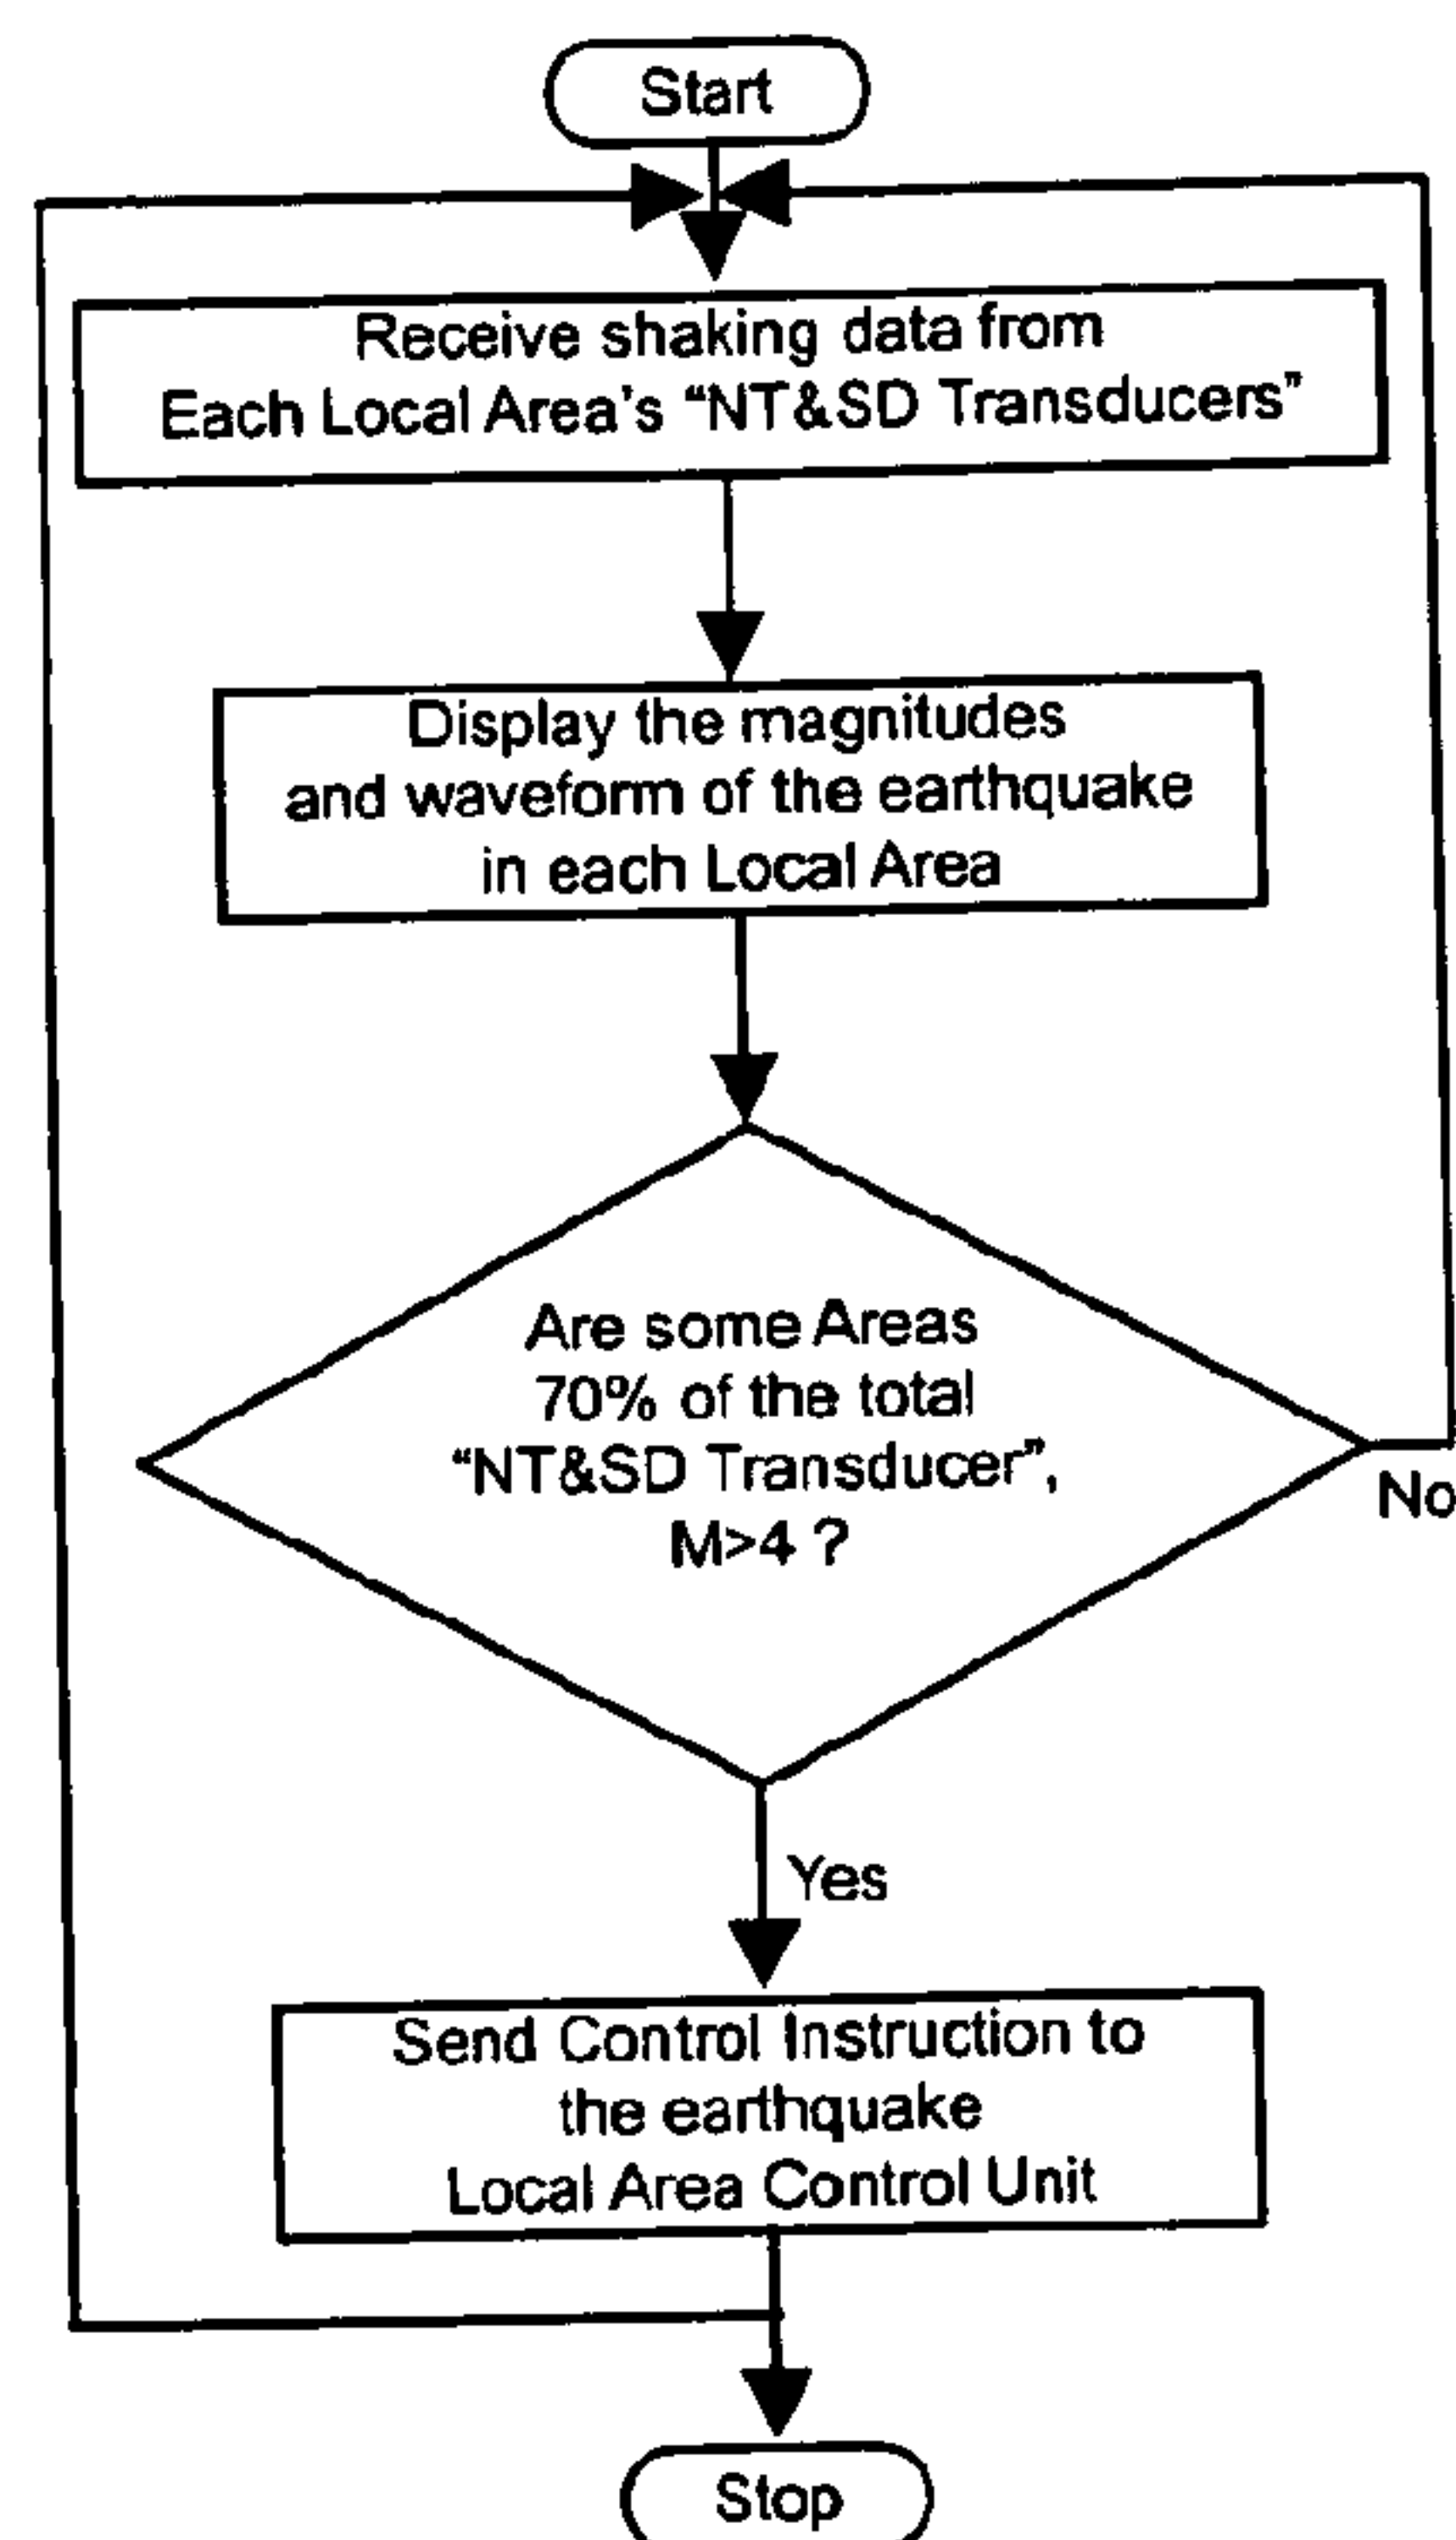 Start
Receive shaking data from
Each Local Area's “NT&SD Transducers”
Display the magnitudes
and waveform of the earthquake
in each Local Area
Are some Areas
70% of the total
“NT&SD Transducer”,
M>4 ?
No
Yes
Send Control Instruction to
the earthquake
Local Area Control Unit
Stop